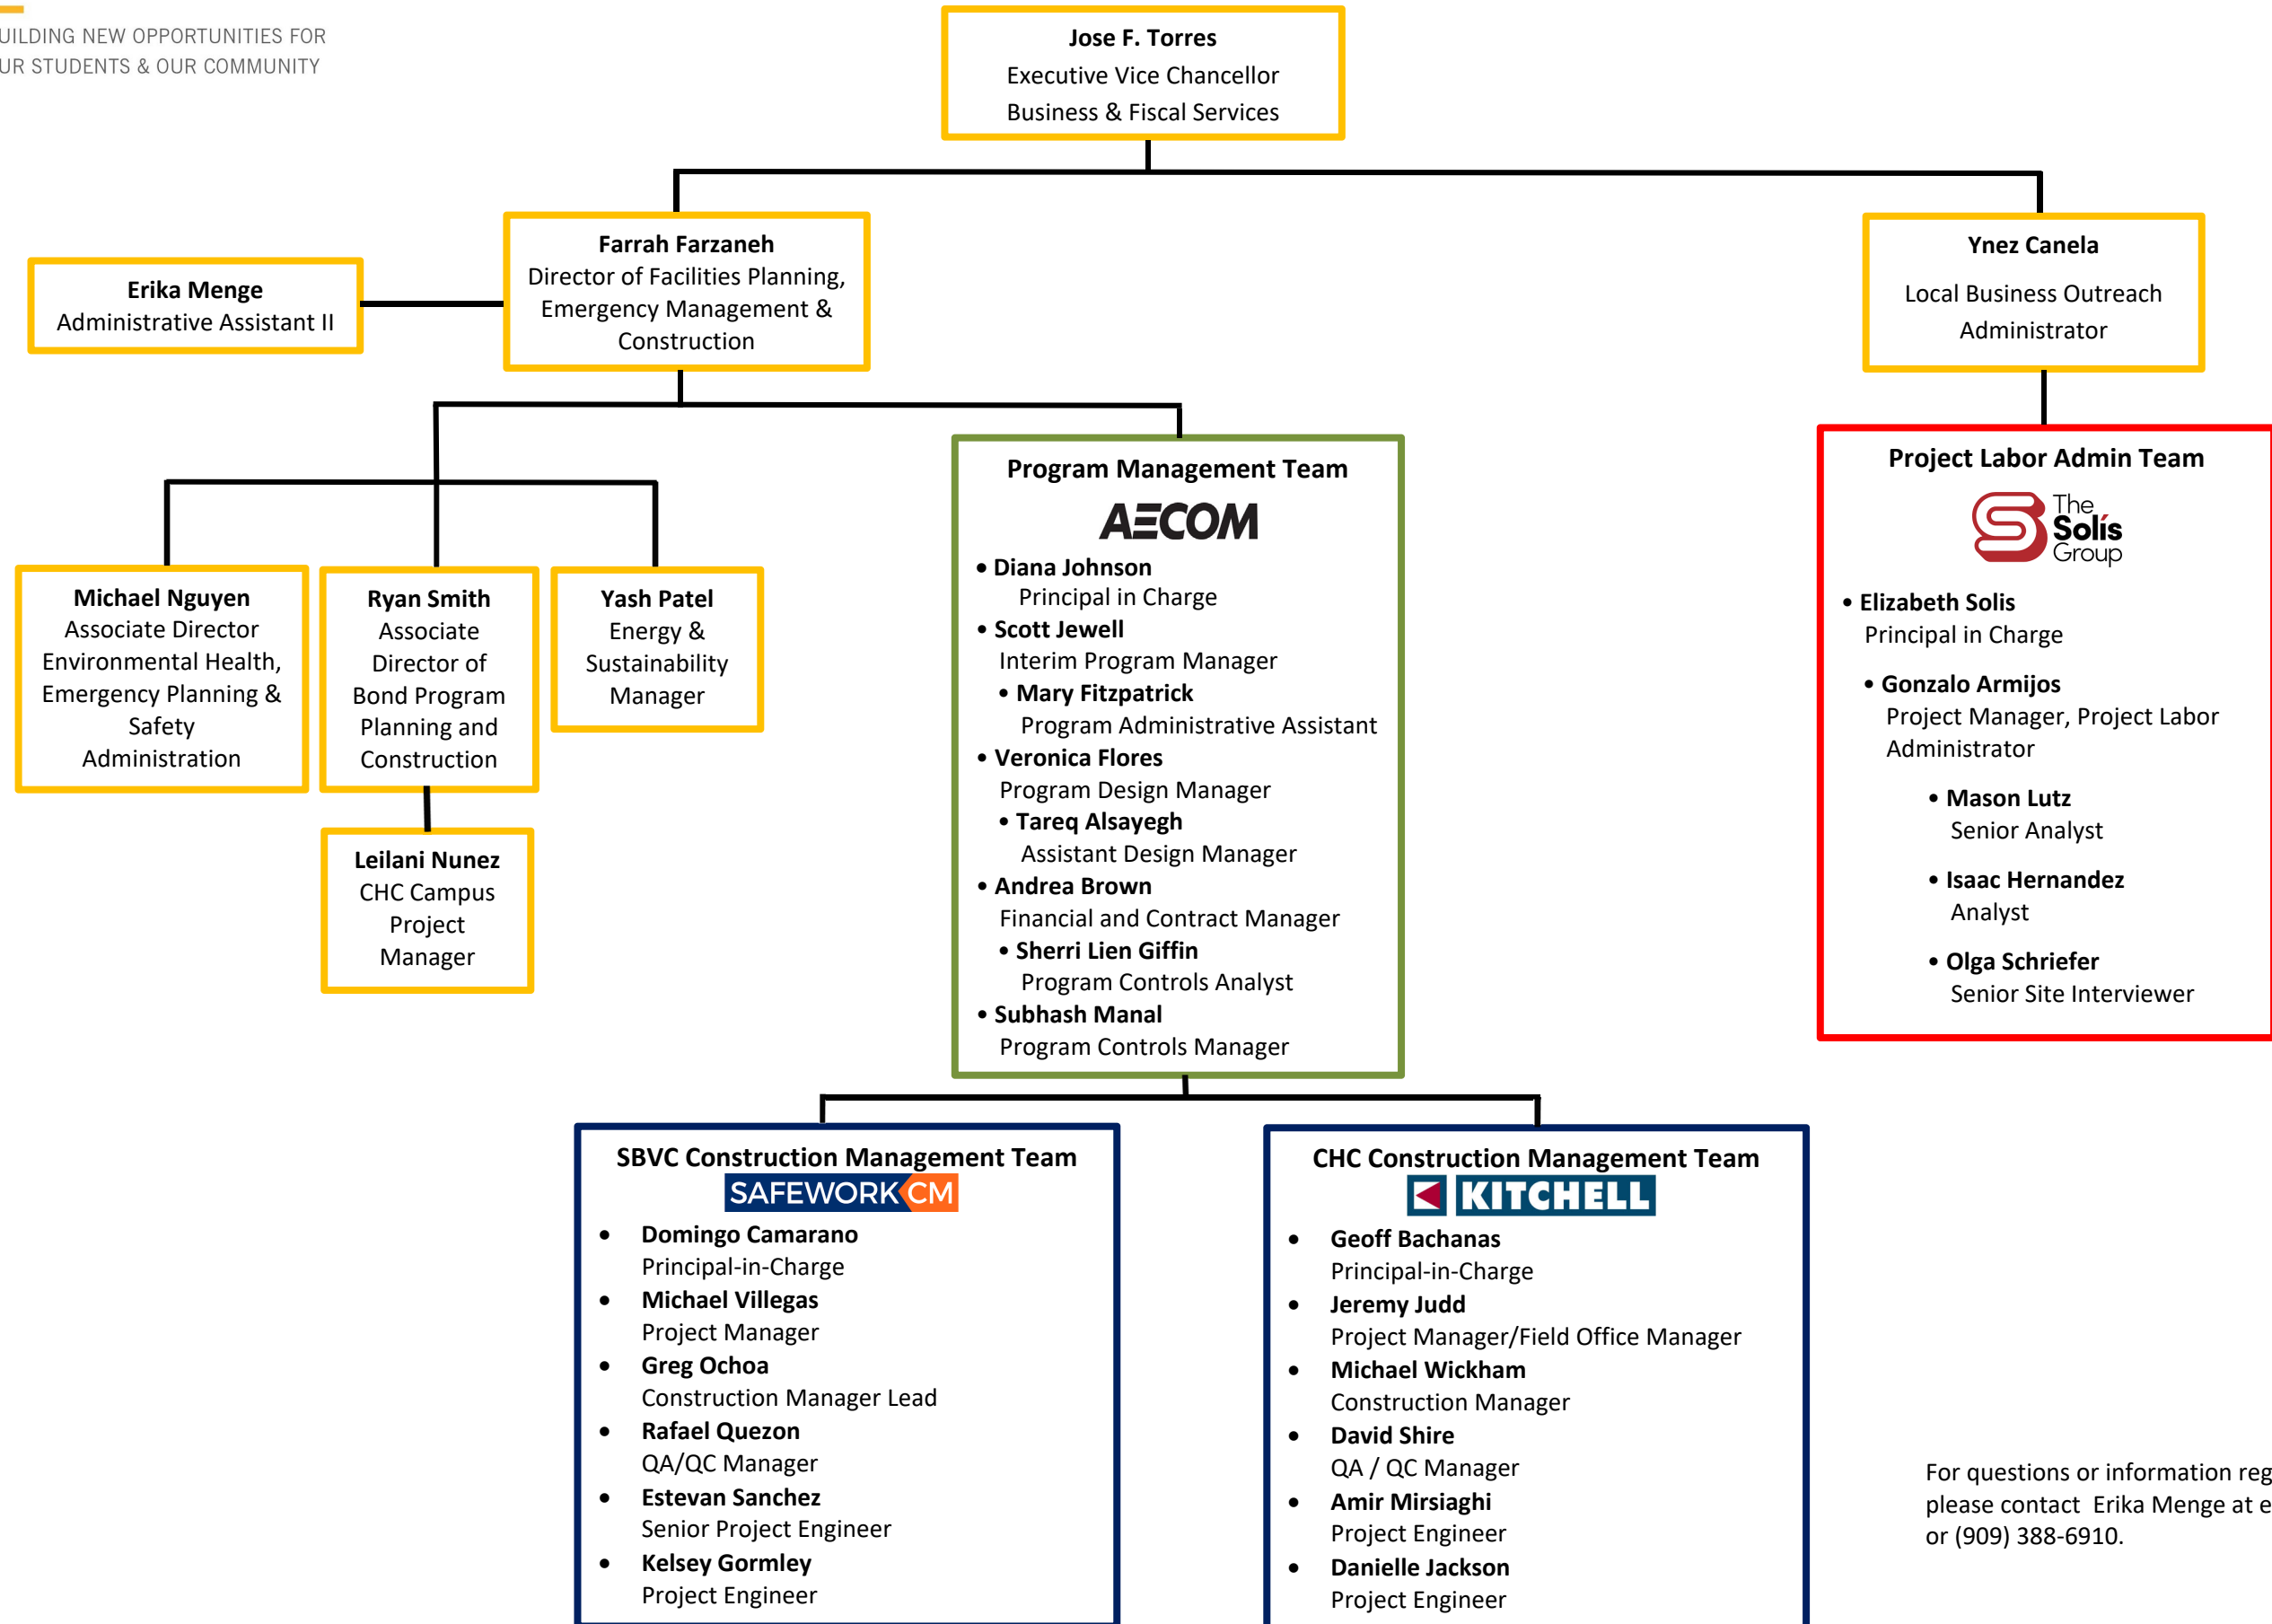 UILDING NEW OPPORTUNITIES FOR
UR STUDENTS & OUR COMMUNITY
Jose F. Torres
Executive Vice Chancellor
Business & Fiscal Services
Farrah Farzaneh
Director of Facilities Planning,
Emergency Management &
Construction
Erika Menge
Administrative Assistant II
Ynez Canela
Local Business Outreach
Administrator
Michael Nguyen
Associate Director
Environmental Health,
Emergency Planning &
Safety
Administration
Ryan Smith
Associate
Director of
Bond Program
Planning and
Construction
Yash Patel
Energy &
Sustainability
Manager
Leilani Nunez
CHC Campus
Project
Manager
Program Management Team
AECOM
• Diana Johnson
Principal in Charge
• Scott Jewell
Interim Program Manager
• Mary Fitzpatrick
Program Administrative Assistant
• Veronica Flores
Program Design Manager
• Tareq Alsayegh
Assistant Design Manager
• Andrea Brown
Financial and Contract Manager
• Sherri Lien Giffin
Program Controls Analyst
• Subhash Manal
Program Controls Manager
Project Labor Admin Team
The
Solís
Group
• Elizabeth Solis
Principal in Charge
• Gonzalo Armijos
Project Manager, Project Labor
Administrator
• Mason Lutz
Senior Analyst
• Isaac Hernandez
Analyst
• Olga Schriefer
Senior Site Interviewer
SBVC Construction Management Team
SAFEWORK CM
• Domingo Camarano
Principal-in-Charge
• Michael Villegas
Project Manager
• Greg Ochoa
Construction Manager Lead
• Rafael Quezon
QA/QC Manager
• Estevan Sanchez
Senior Project Engineer
• Kelsey Gormley
Project Engineer
CHC Construction Management Team
KITCHELL
• Geoff Bachanas
Principal-in-Charge
• Jeremy Judd
Project Manager/Field Office Manager
• Michael Wickham
Construction Manager
• David Shire
QA / QC Manager
• Amir Mirsiaghi
Project Engineer
• Danielle Jackson
Project Engineer
For questions or information reg
please contact Erika Menge at e
or (909) 388-6910.